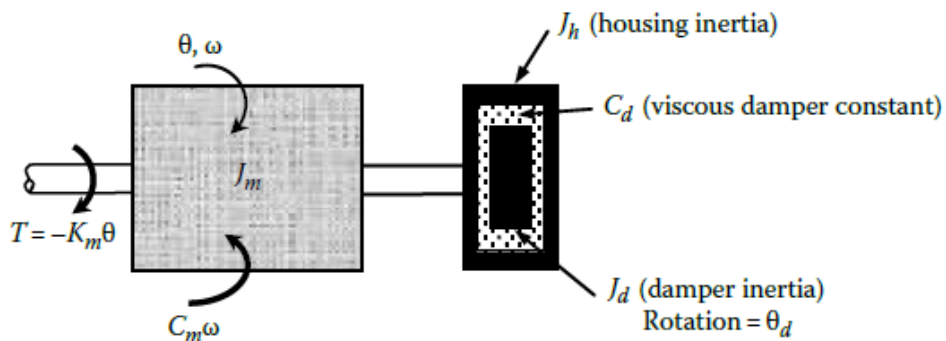 J_h (housing inertia)
θ, ω
C_d (viscous damper constant)
J_m
T = −K_mθ
J_d (damper inertia)
Rotation = θ_d
C_mω